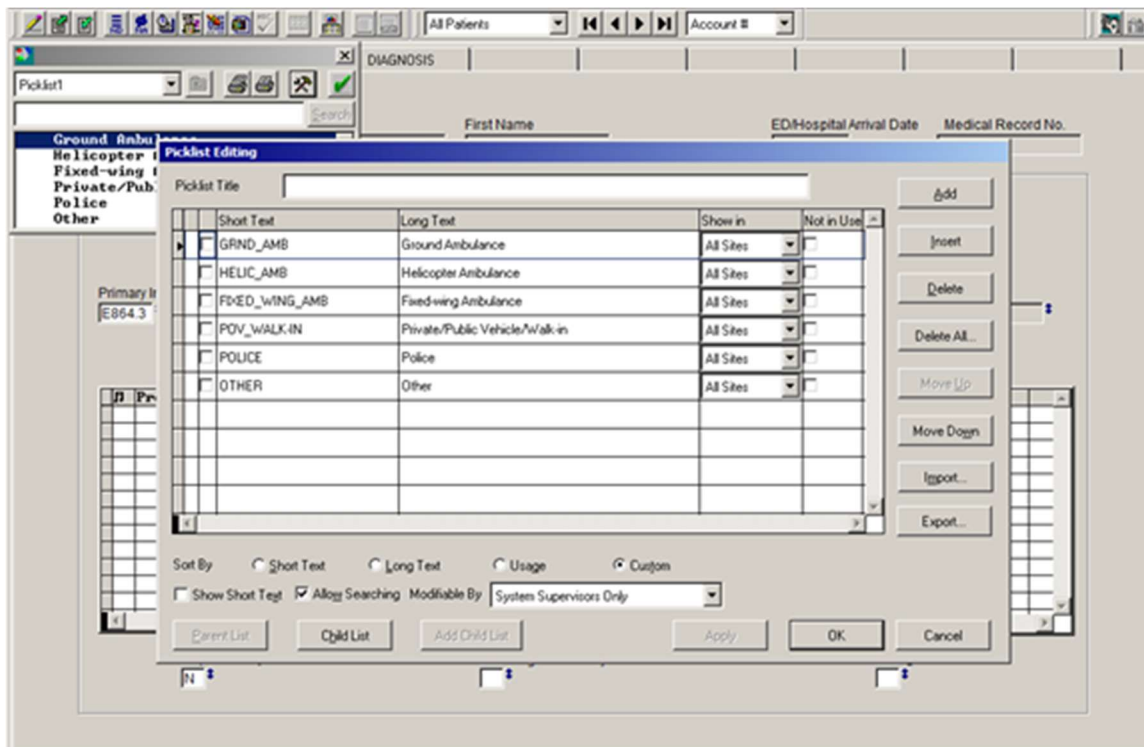 All Patients Account #
Picklist1 DIAGNOSIS
Search
First Name ED/Hospital Arrival Date Medical Record No.
Ground
Helicopter
Fixed-wing
Police
Other
Picklist Editing
Picklist Title Add
Short Text Long Text Show in Not in Use
GRND_AMB Ground Ambulance All Sites Insert
HELIC_AMB Helicopter Ambulance All Sites
FIXED_WING_AMB Fixed-wing Ambulance All Sites Delete
POV_WALK-IN Private/Public Vehicle/Walk-in All Sites Delete All...
POLICE Police All Sites
OTHER Other All Sites Move Up
Move Down
Import...
Export...
Primary
E864.3
Sort By Short Text Long Text Usage Custom
Show Short Text Allow Searching Modifiable By System Supervisors Only
Parent List Child List Add Child List Apply OK Cancel
N